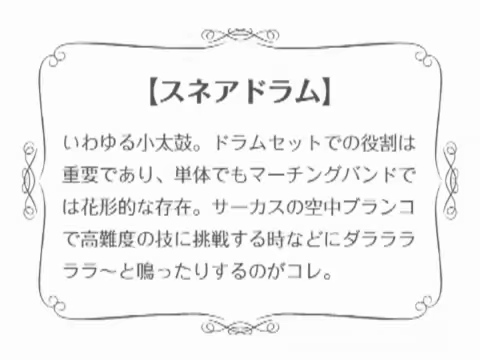 【スネアドラム】
いわゆる小太鼓。ドラムセットでの役割は
重要であり、単体でもマーチングバンドで
は花形的な存在。サーカスの空中ブランコ
で高難度の技に挑戦する時などにダラララ
ララ～と鳴ったりするのがコレ。